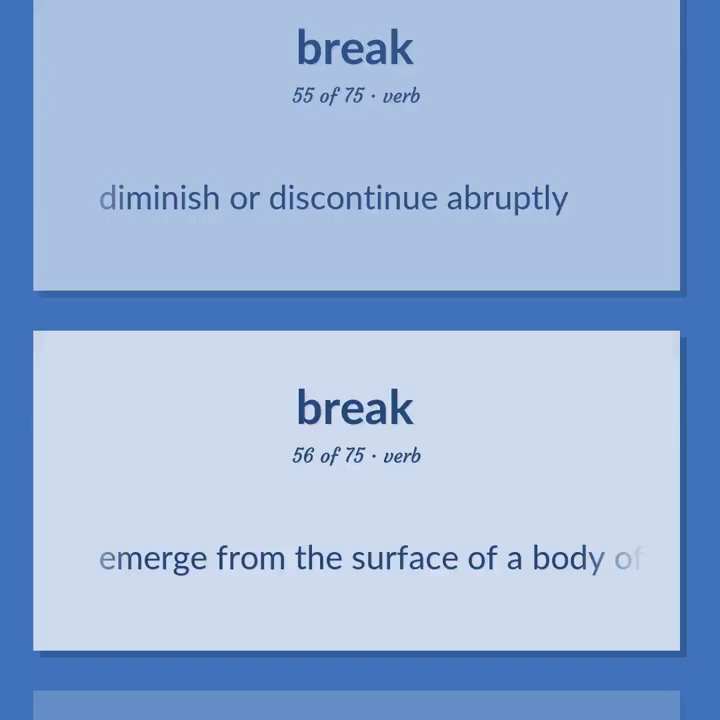 break
55 of 75 · verb
diminish or discontinue abruptly
break
56 of 75 · verb
emerge from the surface of a body of